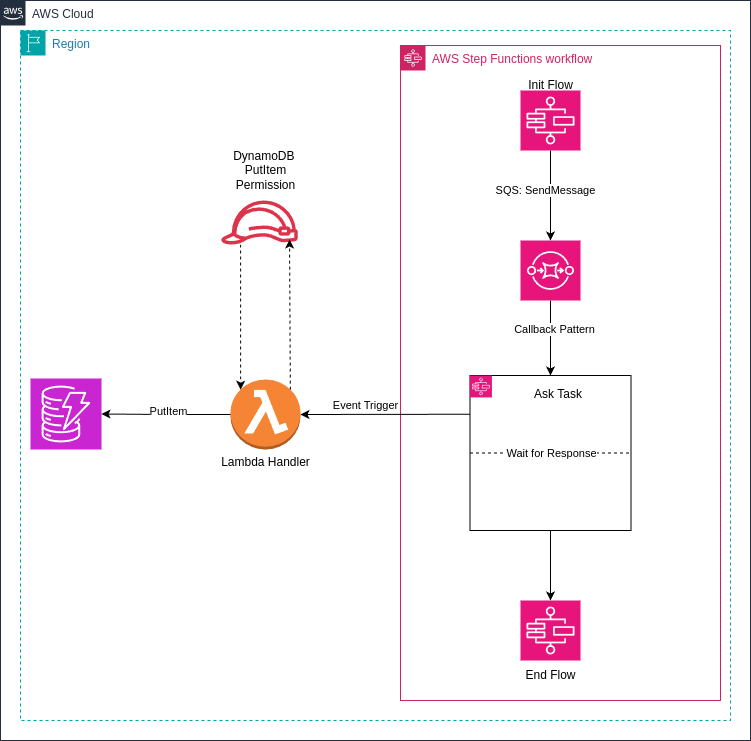 aws
AWS Cloud
Region
AWS Step Functions workflow
Init Flow
SQS: SendMessage
DynamoDB
PutItem
Permission
Callback Pattern
Ask Task
Event Trigger
PutItem
Lambda Handler
Wait for Response
End Flow